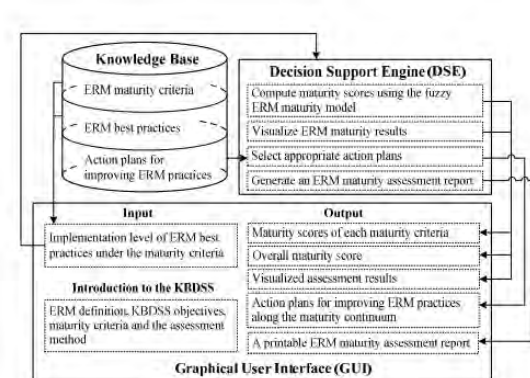 Knowledge Base
ERM maturity criteria
ERM best practices
Action plans for
improving ERM practices
Decision Support Engine (DSE)
Compute maturity scores using the fuzzy
ERM maturity model
Visualize ERM maturity results
Select appropriate action plans
Generate an ERM maturity assessment report
Input
Implementation level of ERM best
practices under the maturity criteria
Introduction to the KBDSS
ERM definition, KBDSS objectives,
maturity criteria and the assessment
method
Output
Maturity scores of each maturity criteria
Overall maturity score
Visualized assessment results
Action plans for improving ERM practices
along the maturity continuum
A printable ERM maturity assessment report
Graphical User Interface (GUI)